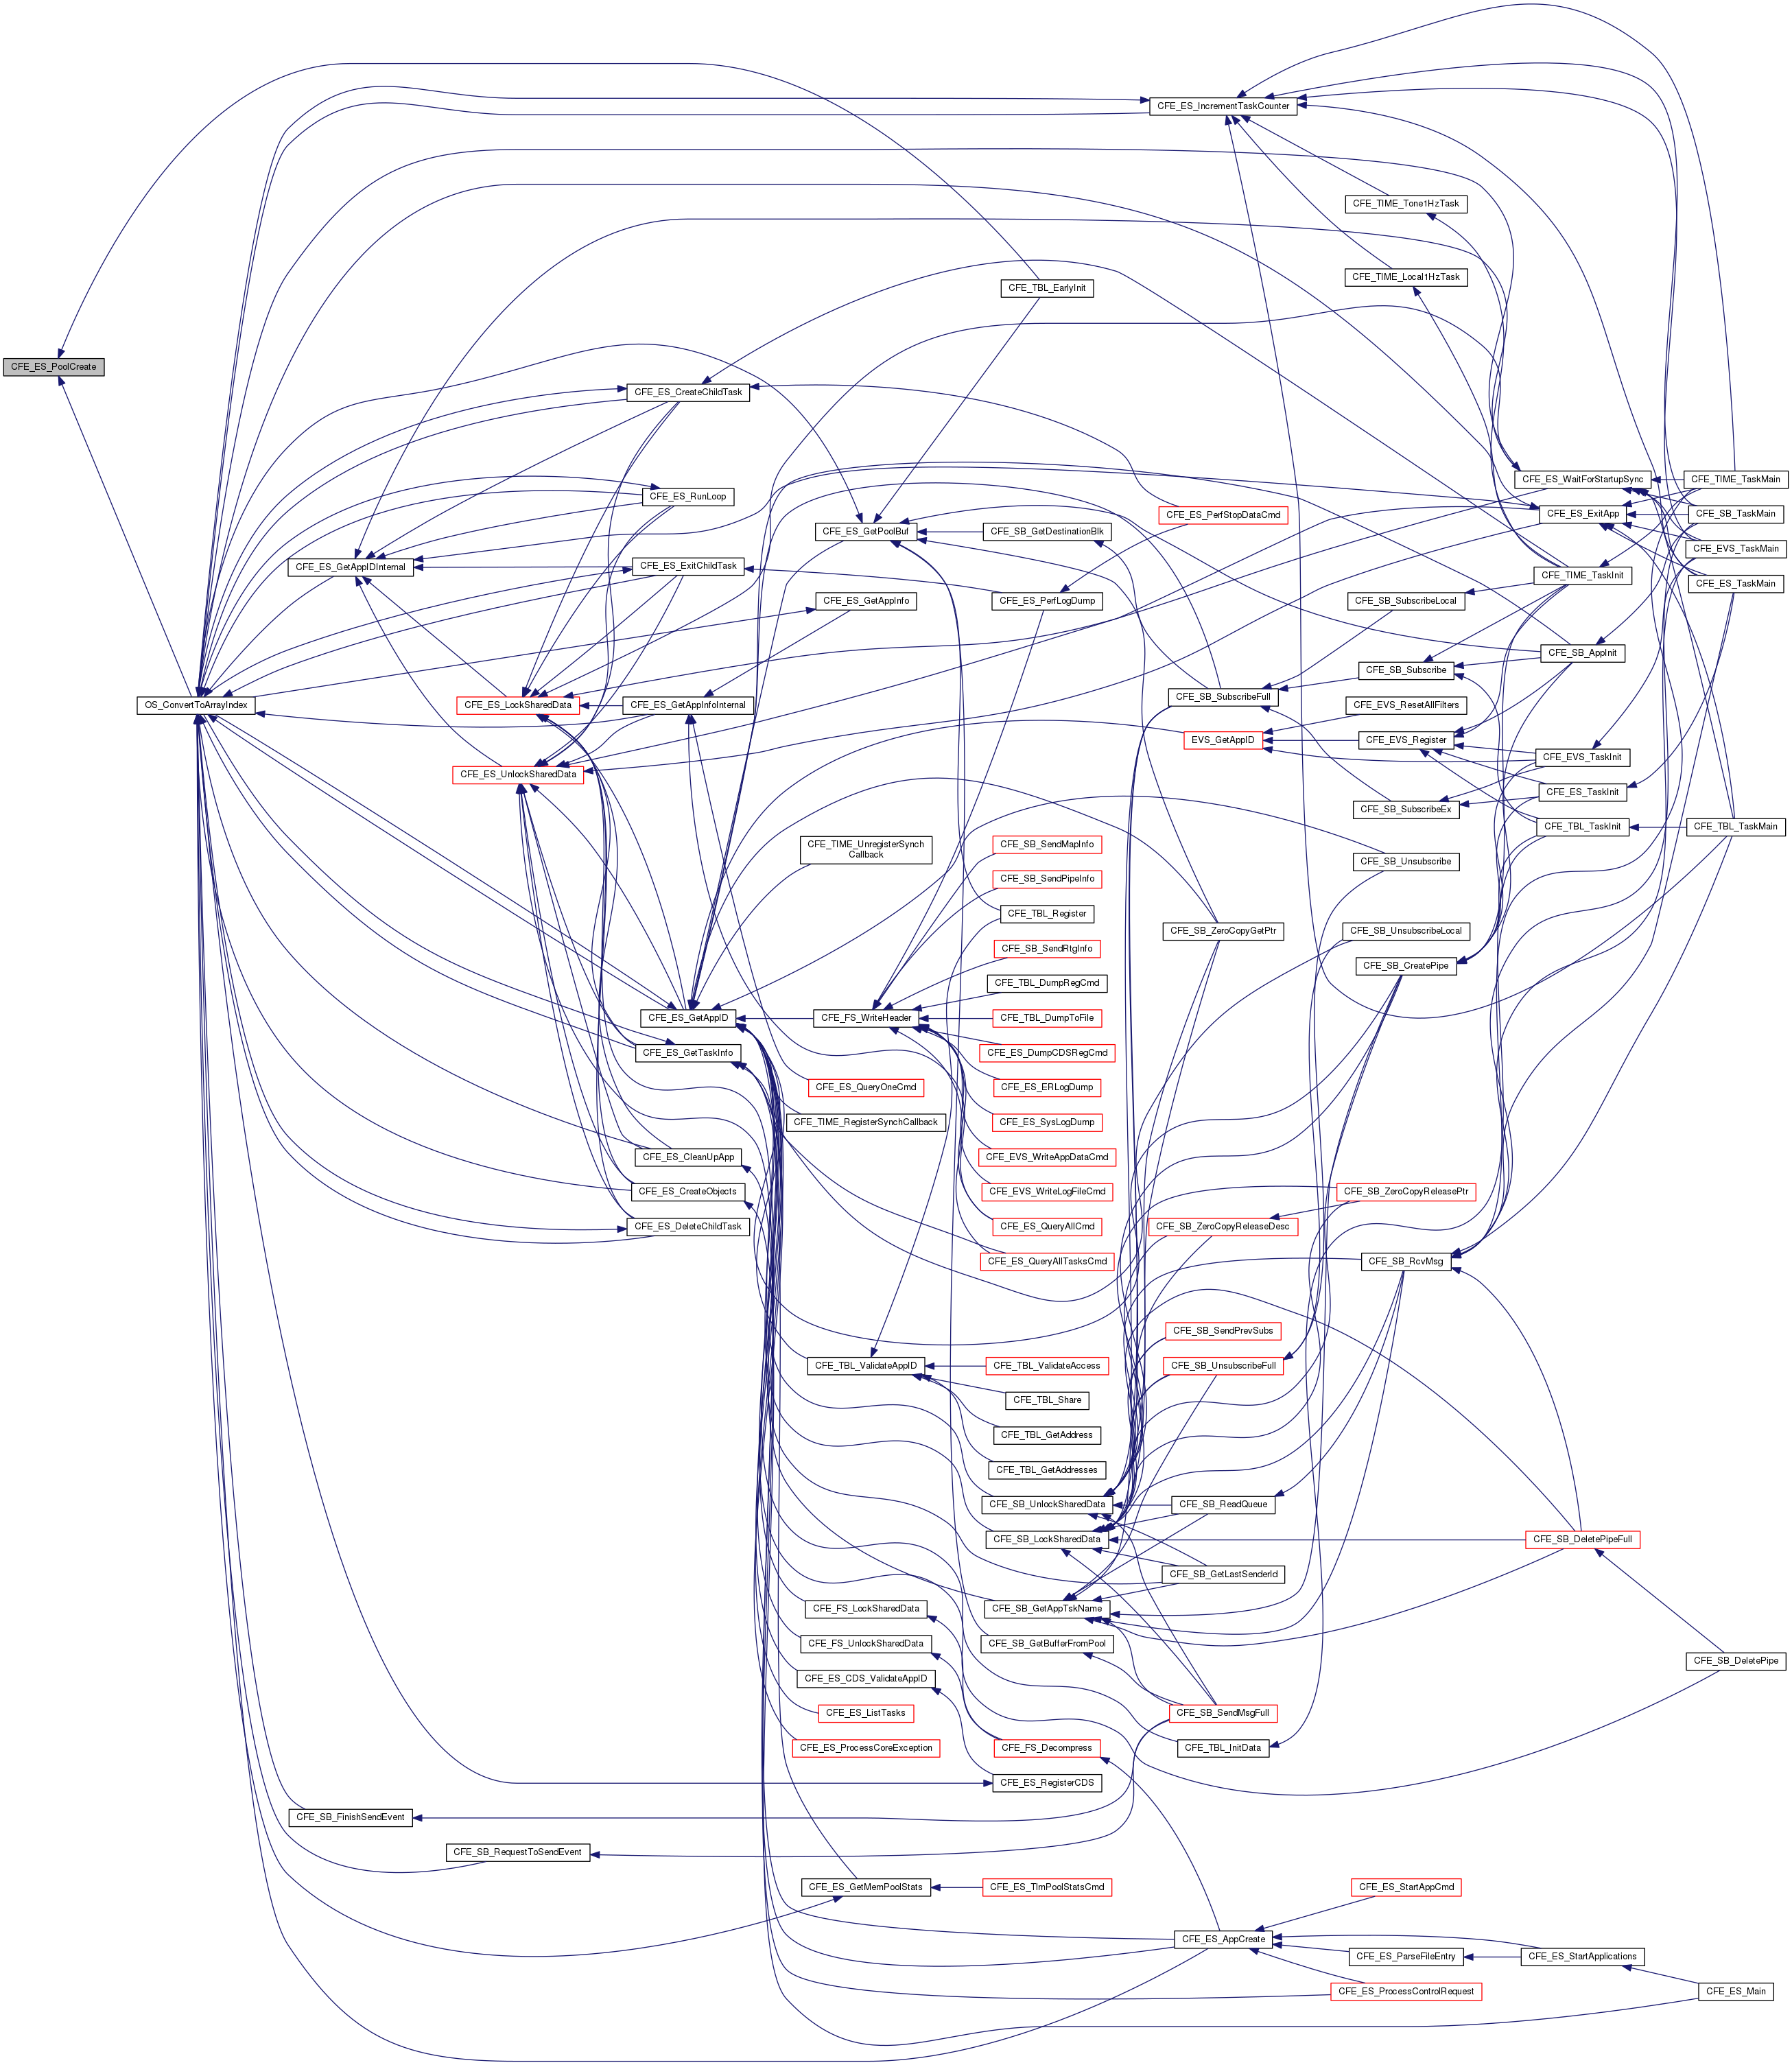 CFE_ES_IncrementTaskCounter
CFE_TIME_Tone1HzTask
CFE_TIME_Local1HzTask
CFE_TBL_EarlyInit
CFE_ES_PoolCreate
CFE_ES_CreateChildTask
CFE_ES_WaitForStartupSync
CFE_TIME_TaskMain
CFE_ES_RunLoop
CFE_ES_PerfStopDataCmd
CFE_ES_ExitApp
CFE_SB_TaskMain
CFE_ES_GetPoolBuf
CFE_SB_GetDestinationBlk
CFE_EVS_TaskMain
CFE_ES_GetAppIDInternal
CFE_ES_ExitChildTask
CFE_TIME_TaskInit
CFE_ES_TaskMain
CFE_ES_GetAppInfo
CFE_ES_PerfLogDump
CFE_SB_SubscribeLocal
CFE_SB_AppInit
CFE_SB_Subscribe
CFE_SB_SubscribeFull
OS_ConvertToArrayIndex
CFE_ES_LockSharedData
CFE_ES_GetAppInfoInternal
CFE_EVS_ResetAllFilters
EVS_GetAppID
CFE_EVS_Register
CFE_EVS_TaskInit
CFE_ES_UnlockSharedData
CFE_ES_TaskInit
CFE_SB_SubscribeEx
CFE_TBL_TaskInit
CFE_TBL_TaskMain
CFE_TIME_UnregisterSynch
Callback
CFE_SB_SendMapInfo
CFE_SB_Unsubscribe
CFE_SB_SendPipeInfo
CFE_TBL_Register
CFE_SB_ZeroCopyGetPtr
CFE_SB_UnsubscribeLocal
CFE_SB_SendRtgInfo
CFE_SB_CreatePipe
CFE_TBL_DumpRegCmd
CFE_ES_GetAppID
CFE_FS_WriteHeader
CFE_TBL_DumpToFile
CFE_ES_GetTaskInfo
CFE_ES_DumpCDSRegCmd
CFE_ES_QueryOneCmd
CFE_ES_ERLogDump
CFE_TIME_RegisterSynchCallback
CFE_ES_SysLogDump
CFE_ES_CleanUpApp
CFE_EVS_WriteAppDataCmd
CFE_ES_CreateObjects
CFE_EVS_WriteLogFileCmd
CFE_SB_ZeroCopyReleasePtr
CFE_ES_DeleteChildTask
CFE_ES_QueryAllCmd
CFE_SB_ZeroCopyReleaseDesc
CFE_ES_QueryAllTasksCmd
CFE_SB_RcvMsg
CFE_SB_SendPrevSubs
CFE_TBL_ValidateAppID
CFE_TBL_ValidateAccess
CFE_SB_UnsubscribeFull
CFE_TBL_Share
CFE_TBL_GetAddress
CFE_TBL_GetAddresses
CFE_SB_UnlockSharedData
CFE_SB_ReadQueue
CFE_SB_LockSharedData
CFE_SB_DeletePipeFull
CFE_SB_GetLastSenderId
CFE_FS_LockSharedData
CFE_SB_GetAppTskName
CFE_FS_UnlockSharedData
CFE_SB_GetBufferFromPool
CFE_SB_DeletePipe
CFE_ES_CDS_ValidateAppID
CFE_ES_ListTasks
CFE_SB_SendMsgFull
CFE_ES_ProcessCoreException
CFE_FS_Decompress
CFE_TBL_InitData
CFE_ES_RegisterCDS
CFE_SB_FinishSendEvent
CFE_SB_RequestToSendEvent
CFE_ES_GetMemPoolStats
CFE_ES_TlmPoolStatsCmd
CFE_ES_StartAppCmd
CFE_ES_AppCreate
CFE_ES_ParseFileEntry
CFE_ES_StartApplications
CFE_ES_ProcessControlRequest
CFE_ES_Main